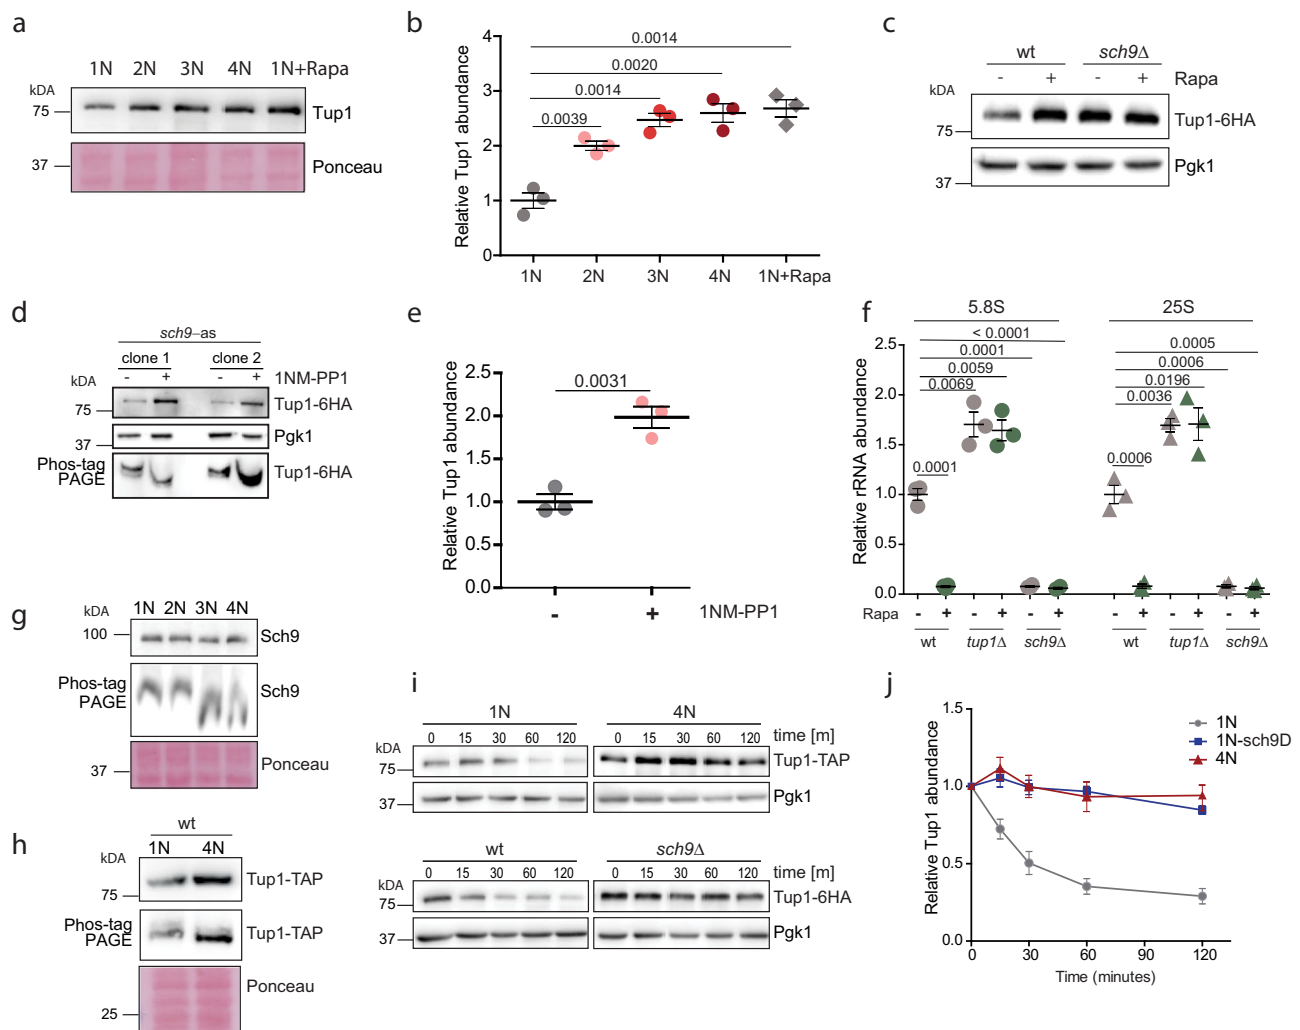 a
1N 2N 3N 4N 1N+Rapa
kDa
75
Tup1
37
Ponceau
b
Relative Tup1 abundance
4
3
2
1
0
0.0014
0.0020
0.0014
0.0039
1N 2N 3N 4N 1N+Rapa
c
wt sch9Δ
- + - + Rapa
kDa
75
Tup1-6HA
37
Pgk1
d
sch9–as
clone 1 clone 2
- + - + 1NM-PP1
kDa
75
Tup1-6HA
37
Pgk1
Phos-tag
PAGE
Tup1-6HA
e
Relative Tup1 abundance
2.5
2.0
1.5
1.0
0.5
0.0
0.0031
- + 1NM-PP1
f
5.8S 25S
Relative rRNA abundance
2.5
2.0
1.5
1.0
0.5
0.0
< 0.0001
0.0001
0.0059
0.0069
0.0001
0.0005
0.0006
0.0196
0.0036
0.0006
Rapa - + - + - + - + - + - +
wt tup1Δ sch9Δ wt tup1Δ sch9Δ
g
kDa
1N 2N 3N 4N
100
Sch9
Phos-tag
PAGE
Sch9
37
Ponceau
h
wt
1N 4N
kDa
75
Tup1-TAP
Phos-tag
PAGE
Tup1-TAP
25
Ponceau
i
1N 4N
0 15 30 60 120 0 15 30 60 120 time [m]
kDa
75
Tup1-TAP
37
Pgk1
wt sch9Δ
0 15 30 60 120 0 15 30 60 120 time [m]
kDa
75
Tup1-6HA
37
Pgk1
j
Relative Tup1 abundance
1.5
1.0
0.5
0.0
1N
1N-sch9D
4N
0 30 60 90 120
Time (minutes)